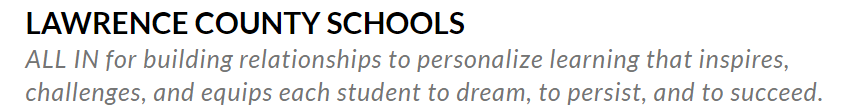 LAWRENCE COUNTY SCHOOLS
ALL IN for building relationships to personalize learning that inspires,
challenges, and equips each student to dream, to persist, and to succeed.